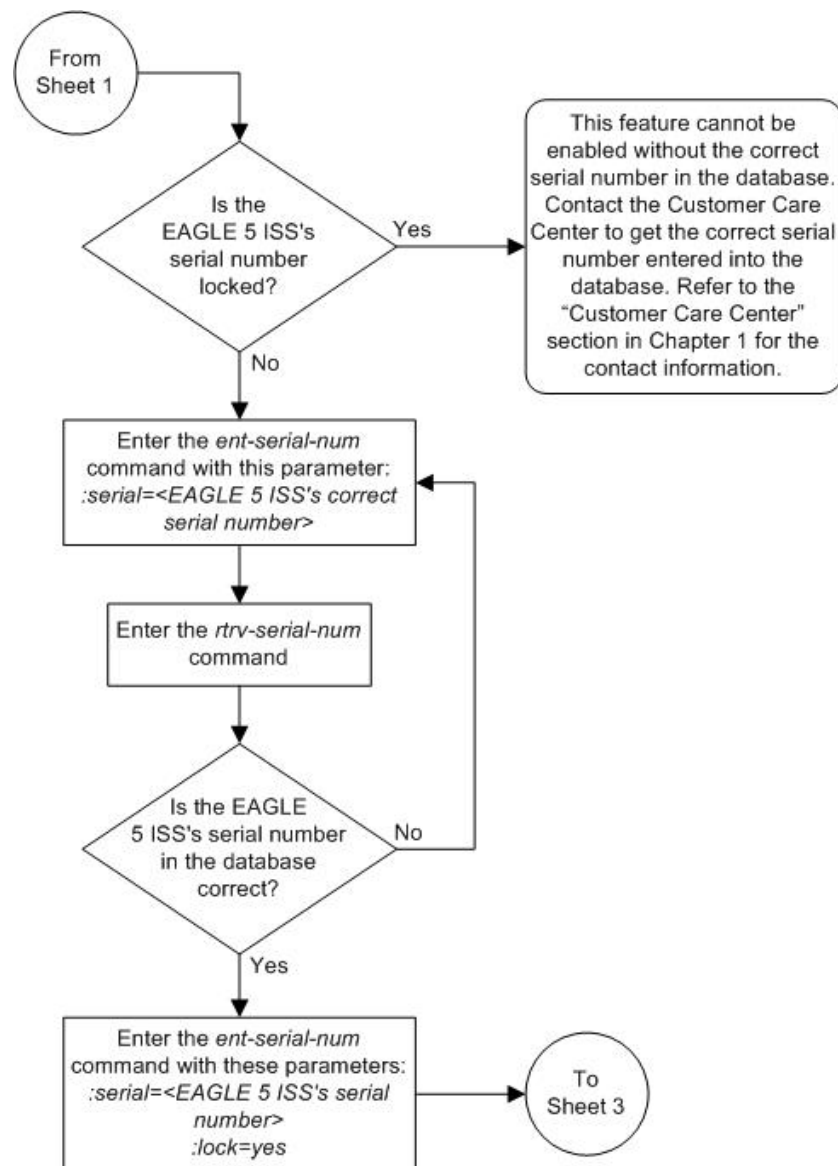 From
Sheet 1
This feature cannot be
enabled without the correct
serial number in the database.
Contact the Customer Care
Center to get the correct serial
number entered into the
database. Refer to the
“Customer Care Center”
section in Chapter 1 for the
contact information.
Is the
EAGLE 5 ISS's
serial number
locked?
Yes
No
Enter the ent-serial-num
command with this parameter:
:serial=<EAGLE 5 ISS's correct
serial number>
Enter the rtrv-serial-num
command
Is the EAGLE
5 ISS's serial number
in the database
correct?
No
Yes
Enter the ent-serial-num
command with these parameters:
:serial=<EAGLE 5 ISS's serial
number>
:lock=yes
To
Sheet 3